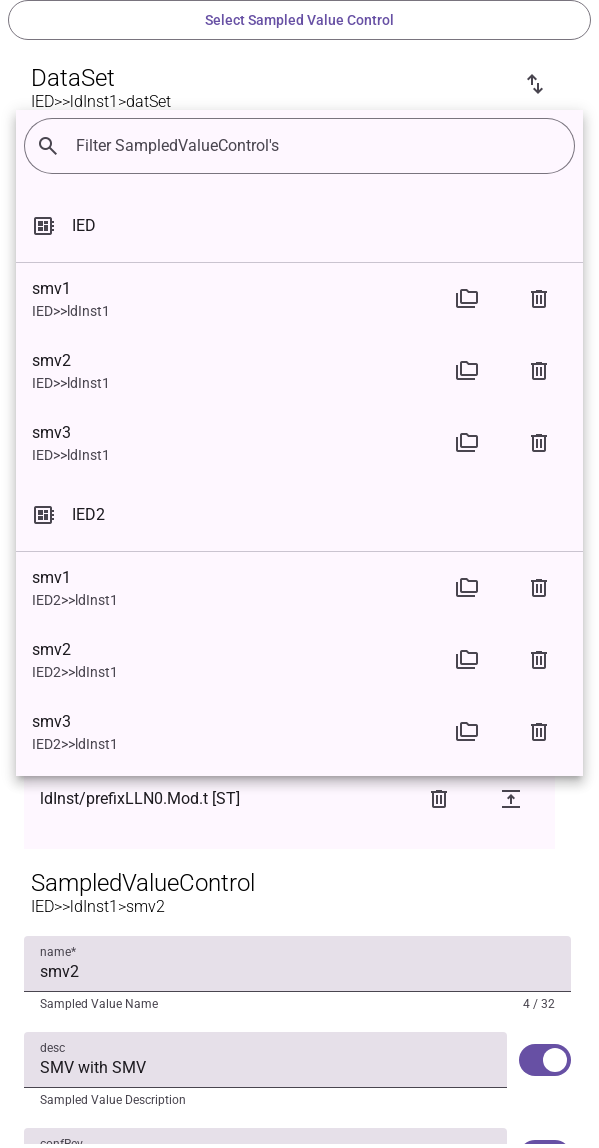 Select Sampled Value Control
DataSet
IED>>ldInst1>datSet
Filter SampledValueControl's
IED
smv1
IED>>ldInst1
smv2
IED>>ldInst1
smv3
IED>>ldInst1
IED2
smv1
IED2>>ldInst1
smv2
IED2>>ldInst1
smv3
IED2>>ldInst1
ldInst/prefixLLN0.Mod.t [ST]
SampledValueControl
IED>>ldInst1>smv2
name*
smv2
Sampled Value Name 4 / 32
desc
SMV with SMV
Sampled Value Description
confRev